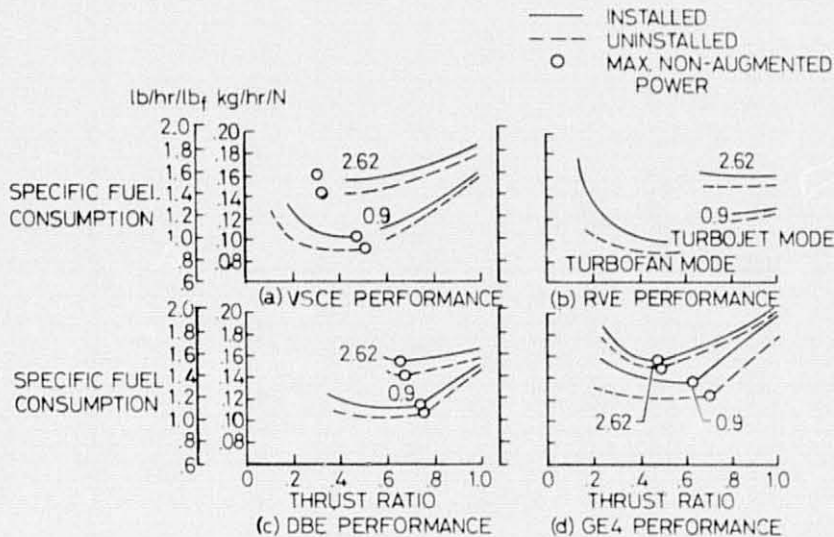 INSTALLED
UNINSTALLED
MAX. NON-AUGMENTED
POWER
lb/hr/lbf kg/hr/N
2.0 .20
1.8 .18
1.6 .16
1.4 .14
1.2 .12
1.0 .10
.8 .08
.6
SPECIFIC FUEL
CONSUMPTION
2.62
0.9
(a) VSCE PERFORMANCE
2.62
0.9
TURBOJET MODE
TURBOFAN MODE
(b) RVE PERFORMANCE
2.0 .20
1.8 .18
1.6 .16
1.4 .14
1.2 .12
1.0 .10
.8 .08
.6
SPECIFIC FUEL
CONSUMPTION
2.62
0.9
0 .2 .4 .6 .8 1.0
THRUST RATIO
(c) DBE PERFORMANCE
2.62
0.9
0 .2 .4 .6 .8 1.0
THRUST RATIO
(d) GE4 PERFORMANCE